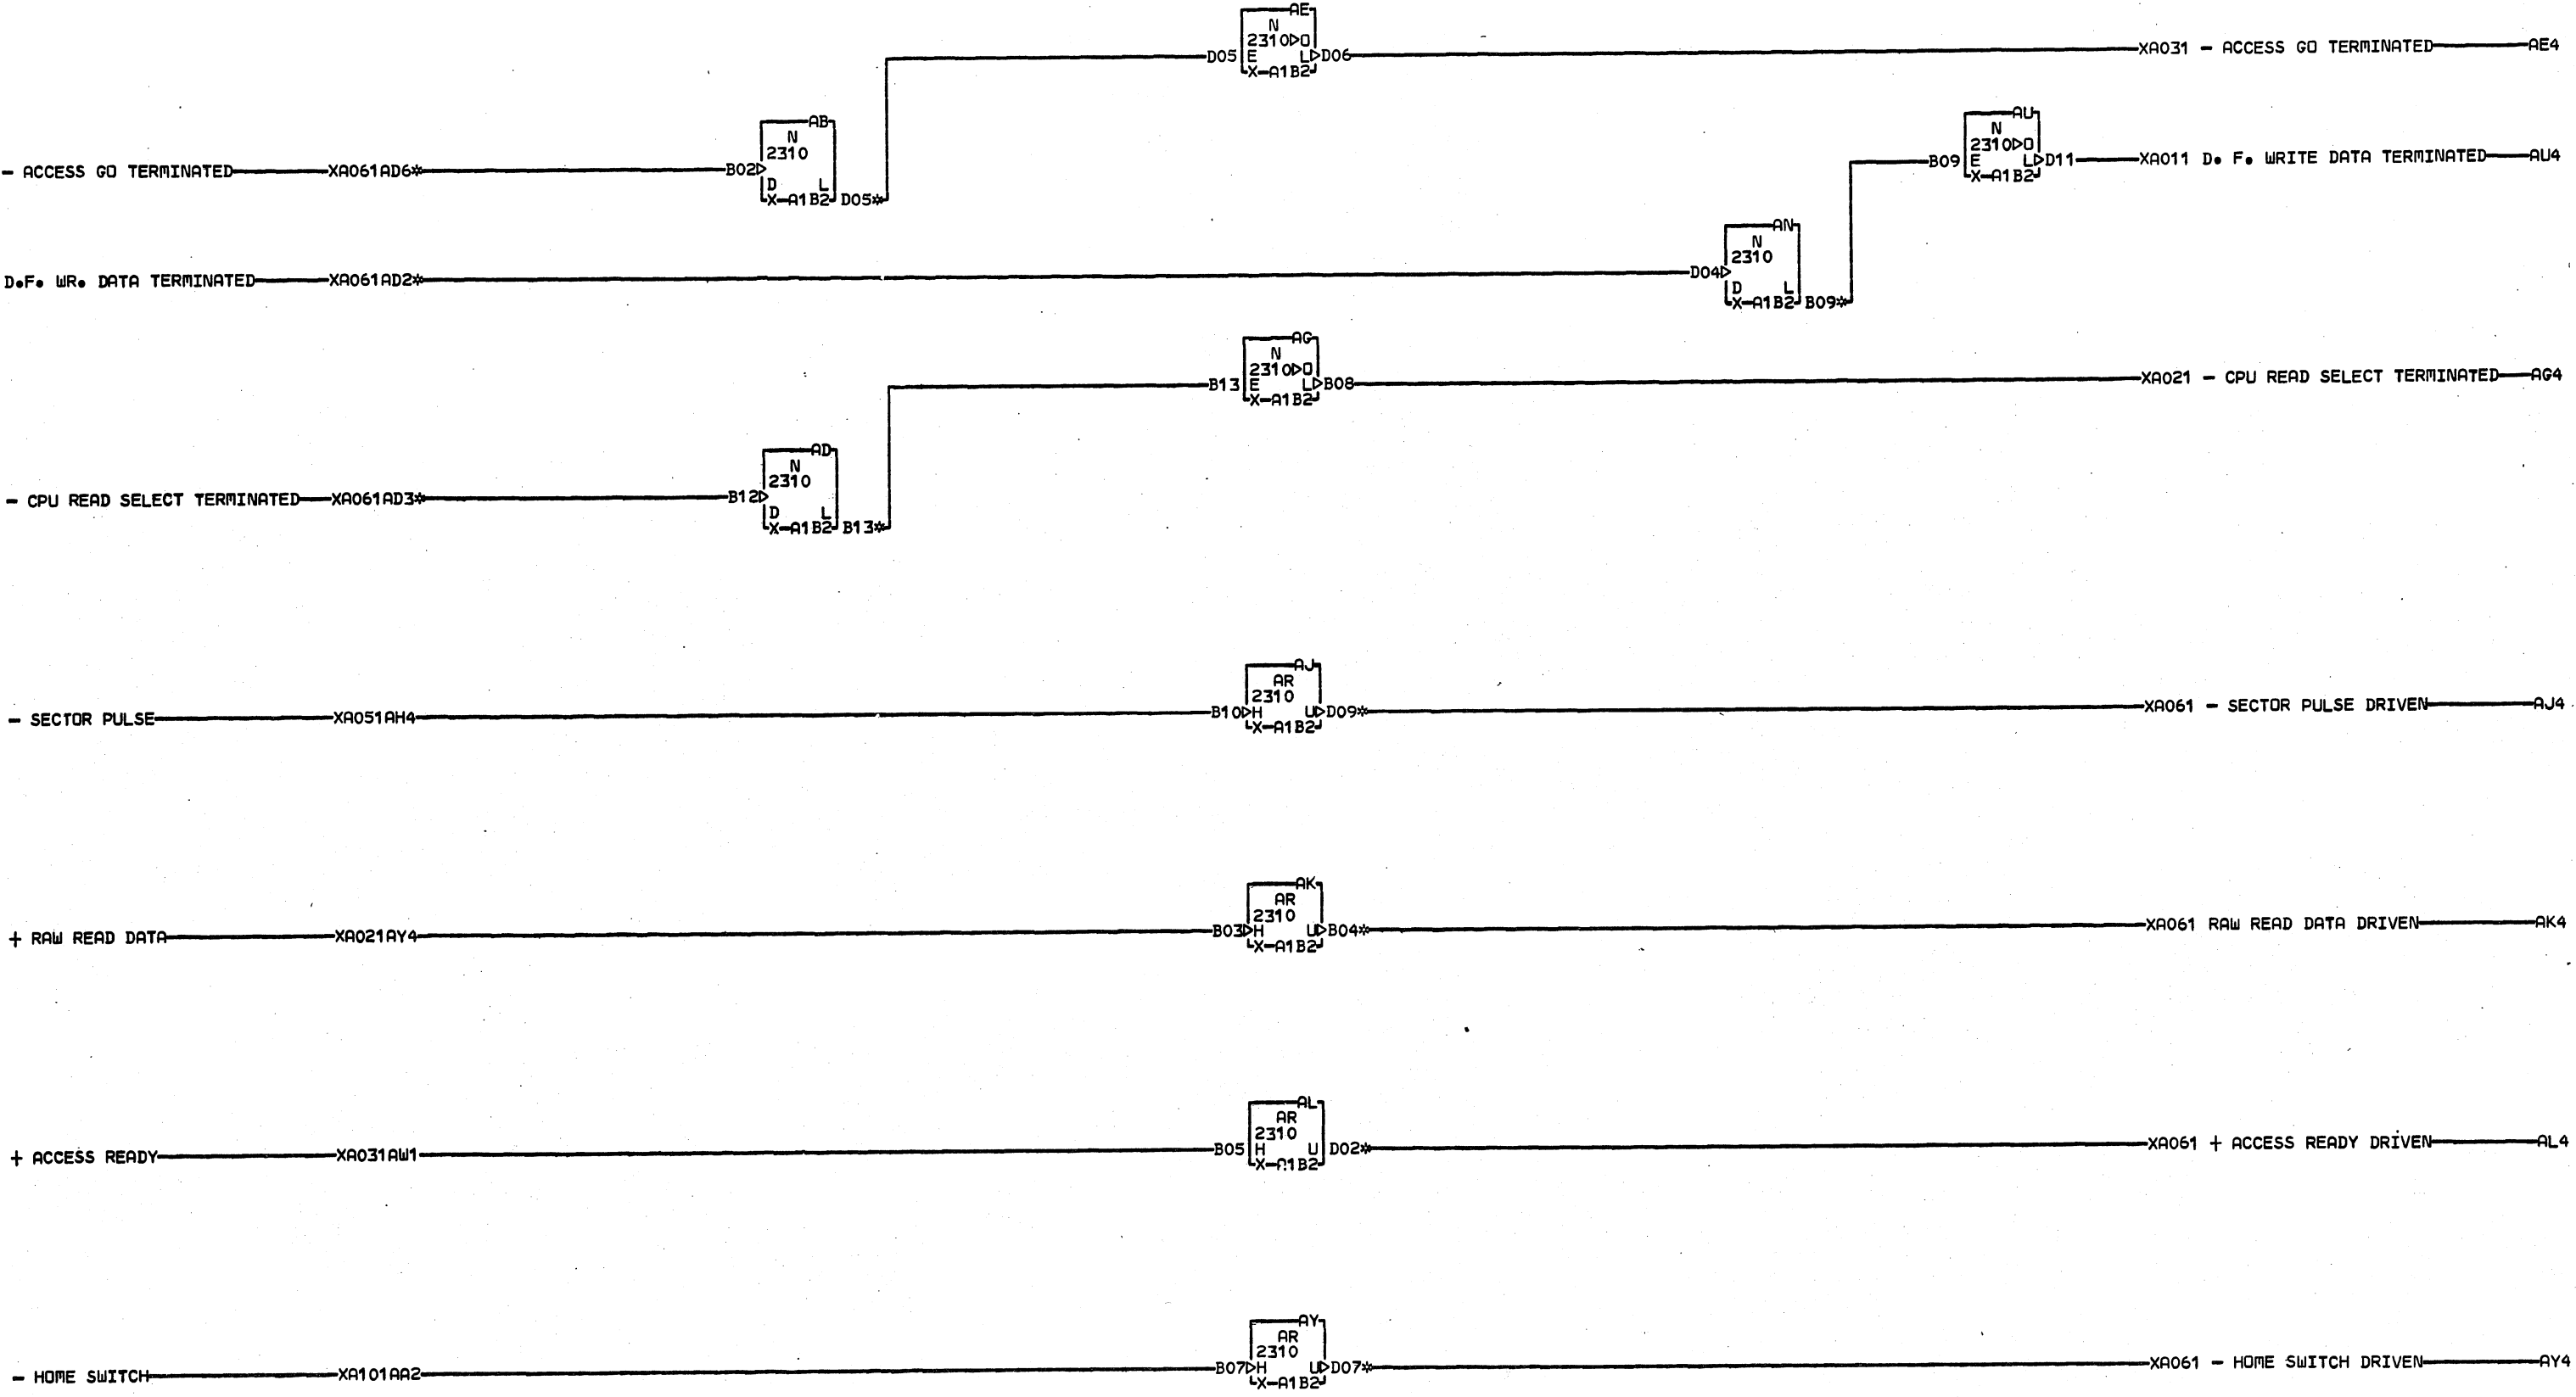 AE
N
2310 O
D05 E L D06 XA031 - ACCESS GO TERMINATED AE4
X-A1B2
AB
N
2310
- ACCESS GO TERMINATED XA061AD6* B02
D L
X-A1B2 D05*
AU
N
2310 O
B09 E L D11 XA011 D. F. WRITE DATA TERMINATED AU4
X-A1B2
AN
N
2310
D.F. WR. DATA TERMINATED XA061AD2* D04
D L
X-A1B2 B09*
AG
N
2310 O
B13 E L B08 XA021 - CPU READ SELECT TERMINATED AG4
X-A1B2
AD
N
2310
- CPU READ SELECT TERMINATED XA061AD3* B12
D L
X-A1B2 B13*
AJ
AR
2310
- SECTOR PULSE XA051AH4 B10 H U D09* XA061 - SECTOR PULSE DRIVEN AJ4
X-A1B2
AK
AR
2310
+ RAW READ DATA XA021AY4 B03 H U B04* XA061 RAW READ DATA DRIVEN AK4
X-A1B2
AL
AR
2310
+ ACCESS READY XA031AW1 B05 H U D02* XA061 + ACCESS READY DRIVEN AL4
X-A1B2
AY
AR
2310
- HOME SWITCH XA101AA2 B07 H U D07* XA061 - HOME SWITCH DRIVEN AY4
X-A1B2